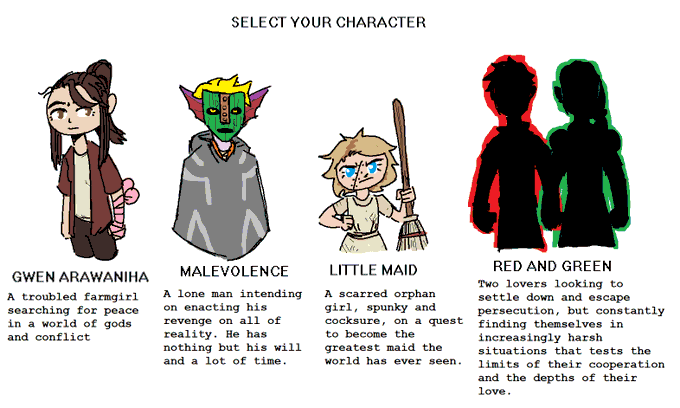 SELECT YOUR CHARACTER
GWEN ARAWANIHA
A troubled farmgirl
searching for peace
in a world of gods
and conflict
MALEVOLENCE
A lone man intending
on enacting his
revenge on all of
reality. He has
nothing but his will
and a lot of time.
LITTLE MAID
A scarred orphan
girl, spunky and
cocksure, on a quest
to become the
greatest maid the
world has ever seen.
RED AND GREEN
Two lovers looking to
settle down and escape
persecution, but constantly
finding themselves in
increasingly harsh
situations that tests the
limits of their cooperation
and the depths of their
love.